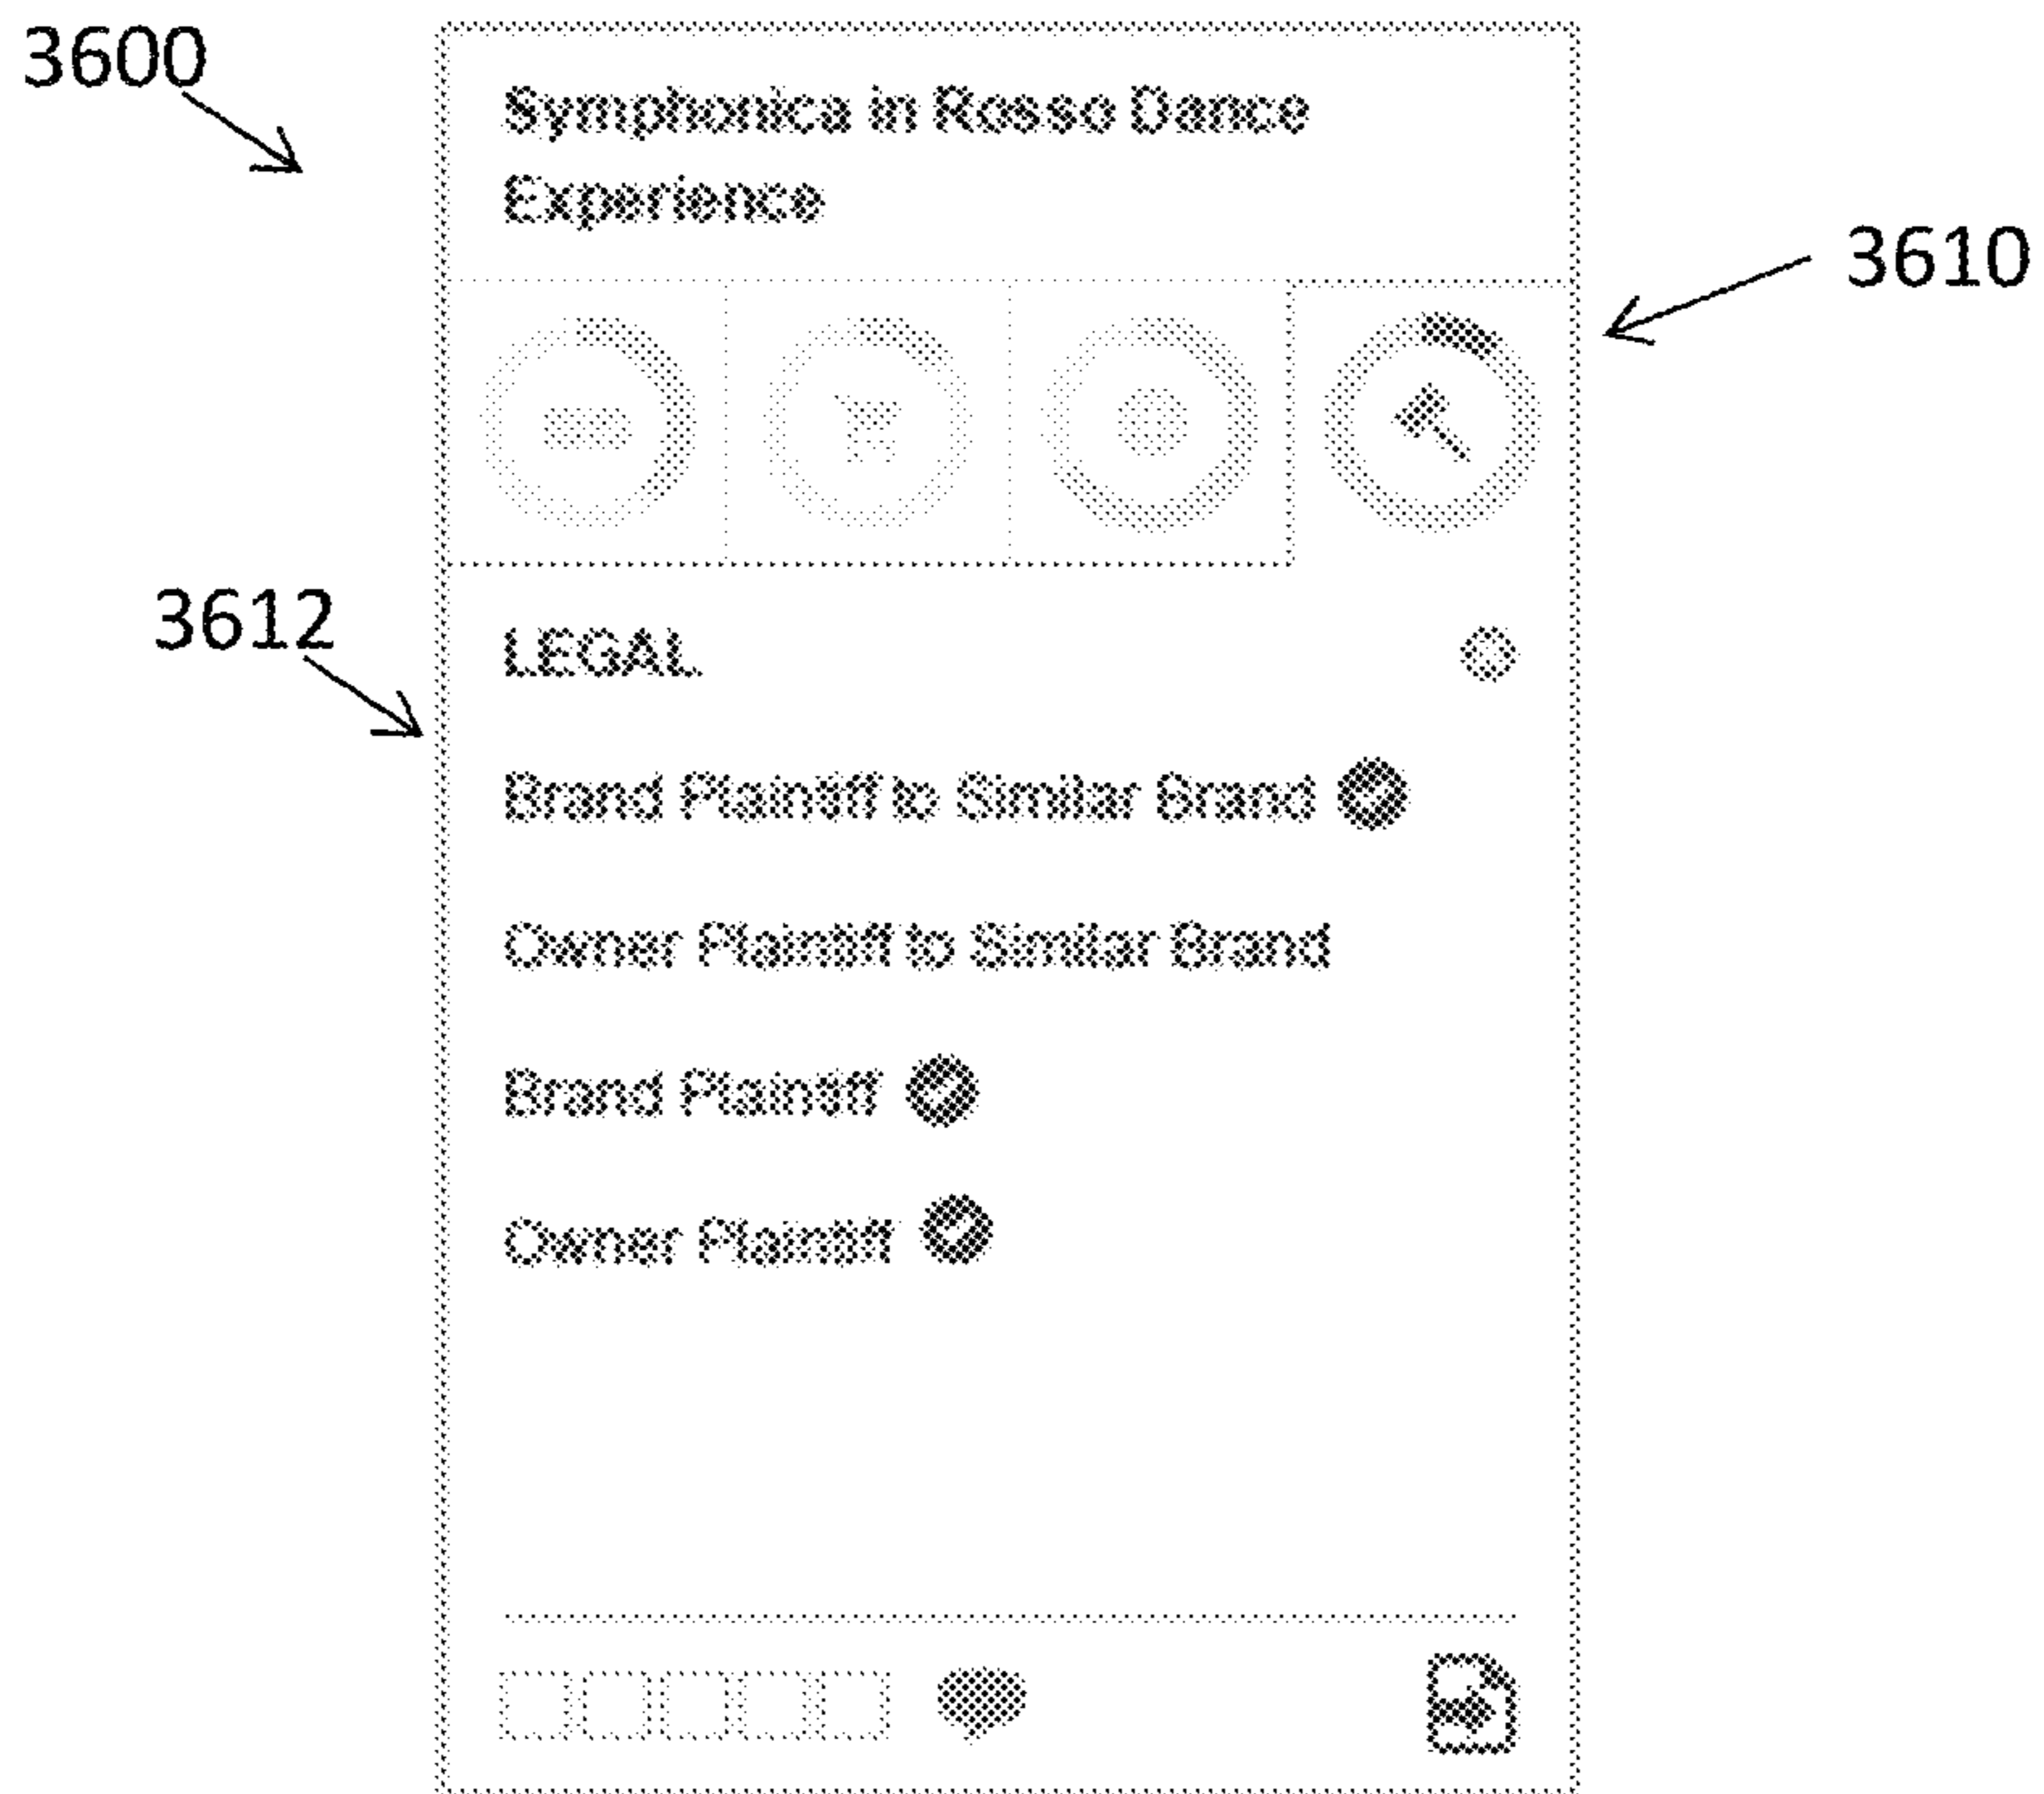 3600
Symphonica in Rosso Dance
Experience
3610
3612
LEGAL
Brand Plaintiff to Similar Brand
Owner Plaintiff to Similar Brand
Brand Plaintiff
Owner Plaintiff